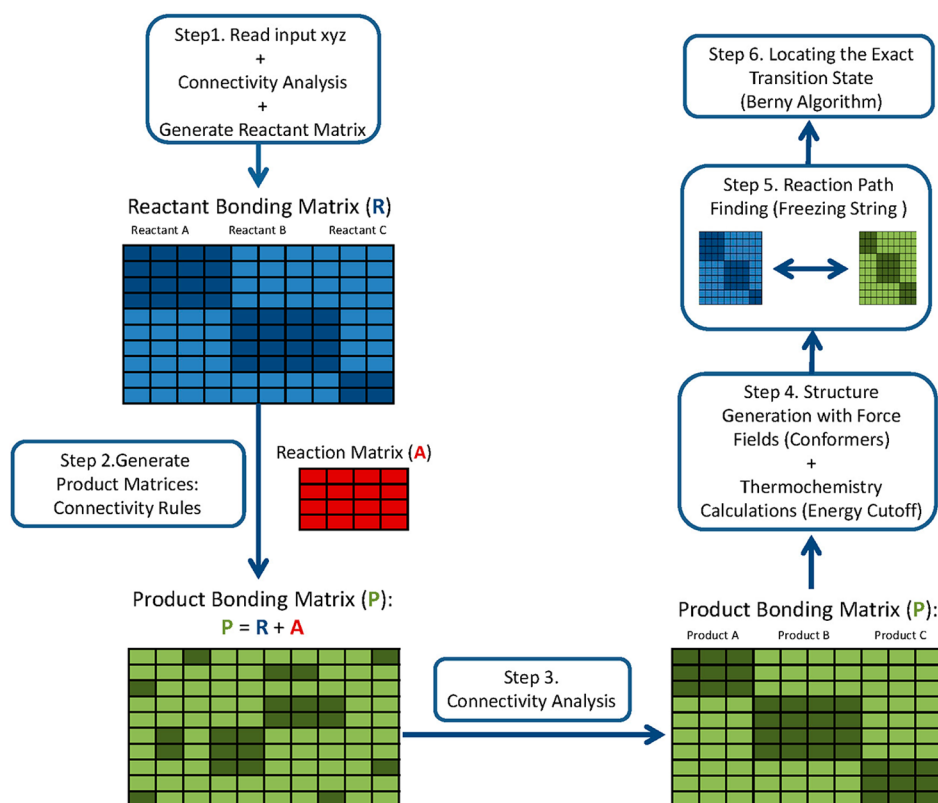 Step1. Read input xyz
+
Connectivity Analysis
+
Generate Reactant Matrix
Reactant Bonding Matrix (R)
Reactant A
Reactant B
Reactant C
Step 2.Generate
Product Matrices:
Connectivity Rules
Reaction Matrix (A)
Product Bonding Matrix (P):
P = R + A
Step 3.
Connectivity Analysis
Product Bonding Matrix (P):
Product A
Product B
Product C
Step 4. Structure
Generation with Force
Fields (Conformers)
+
Thermochemistry
Calculations (Energy Cutoff)
Step 5. Reaction Path
Finding (Freezing String )
Step 6. Locating the Exact
Transition State
(Berny Algorithm)